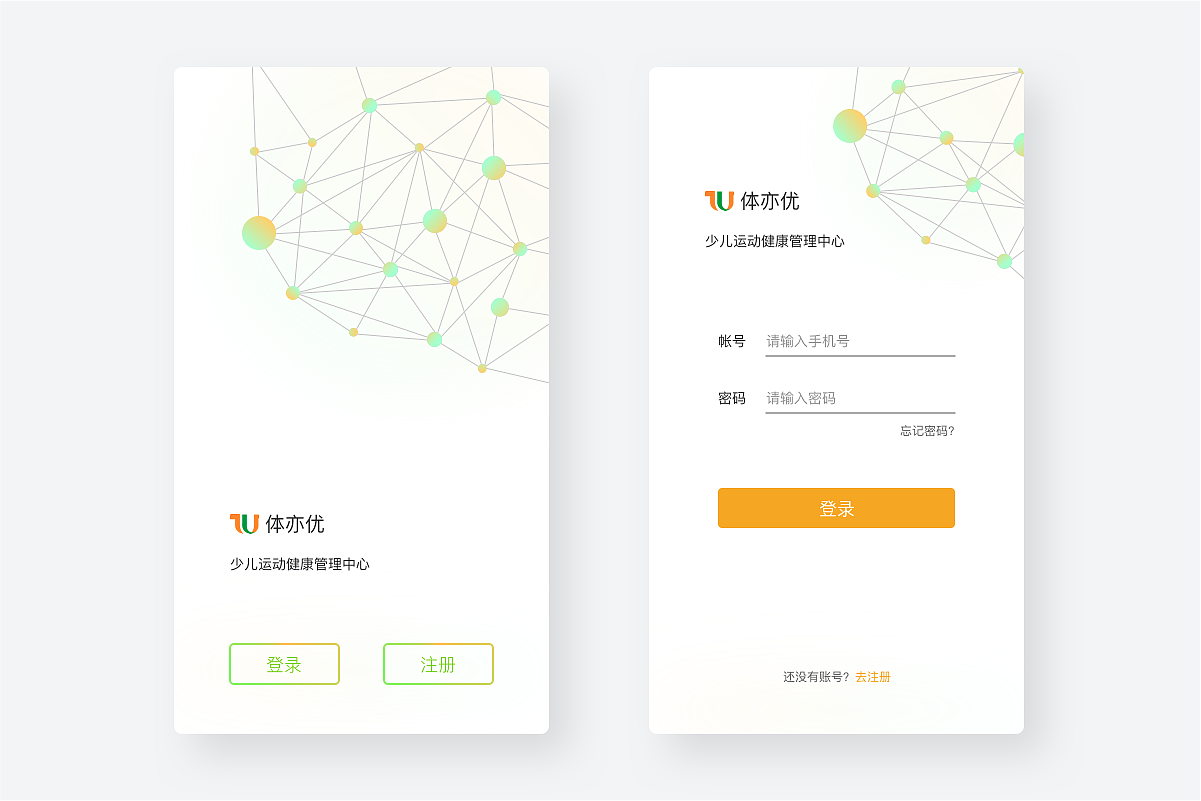 体亦优
少儿运动健康管理中心
登录
注册
体亦优
少儿运动健康管理中心
帐号 请输入手机号
密码 请输入密码
忘记密码?
登录
还没有账号? 去注册